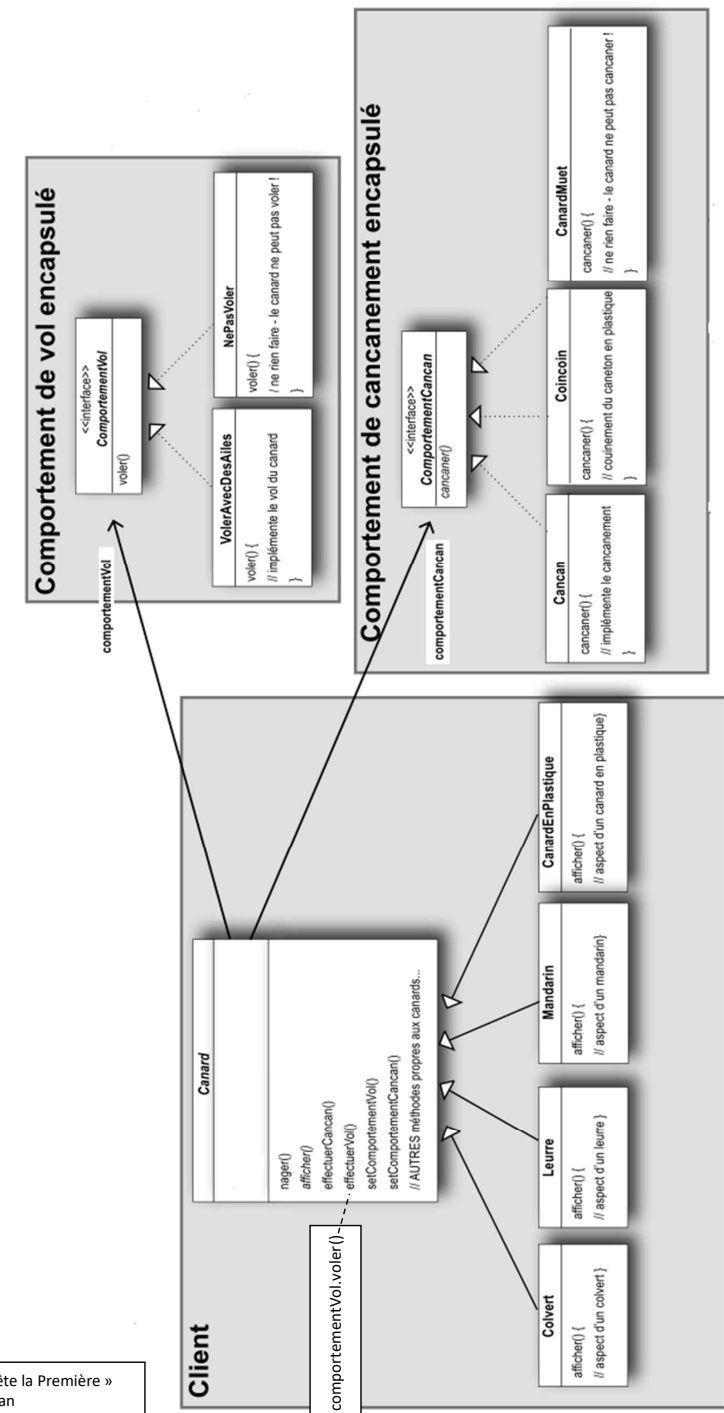 Comportement de vol encapsulé
<<interface>>
ComportementVol
voler()
VolerAvecDesAiles
voler() {
// implémente le vol du canard
}
NePasVoler
voler() {
/ ne rien faire - le canard ne peut pas voler !
}
comportementVol
Comportement de cancanement encapsulé
<<interface>>
ComportementCancan
cancaner()
Cancan
cancaner() {
// implémente le cancanement
}
Coincoin
cancaner() {
// couinement du caneton en plastique
}
CanardMuet
cancaner() {
// ne rien faire - le canard ne peut pas cancaner !
}
comportementCancan
Client
Canard
nager()
afficher()
effectuerCancan()
effectuerVol()
setComportementVol()
setComportementCancan()
// AUTRES méthodes propres aux canards...
comportementVol.voler()
Colvert
afficher() {
// aspect d'un colvert }
Leurre
afficher() {
// aspect d'un leurre }
Mandarin
afficher() {
// aspect d'un mandarin}
CanardEnPlastique
afficher() {
// aspect d'un canard en plastique}
la Première »